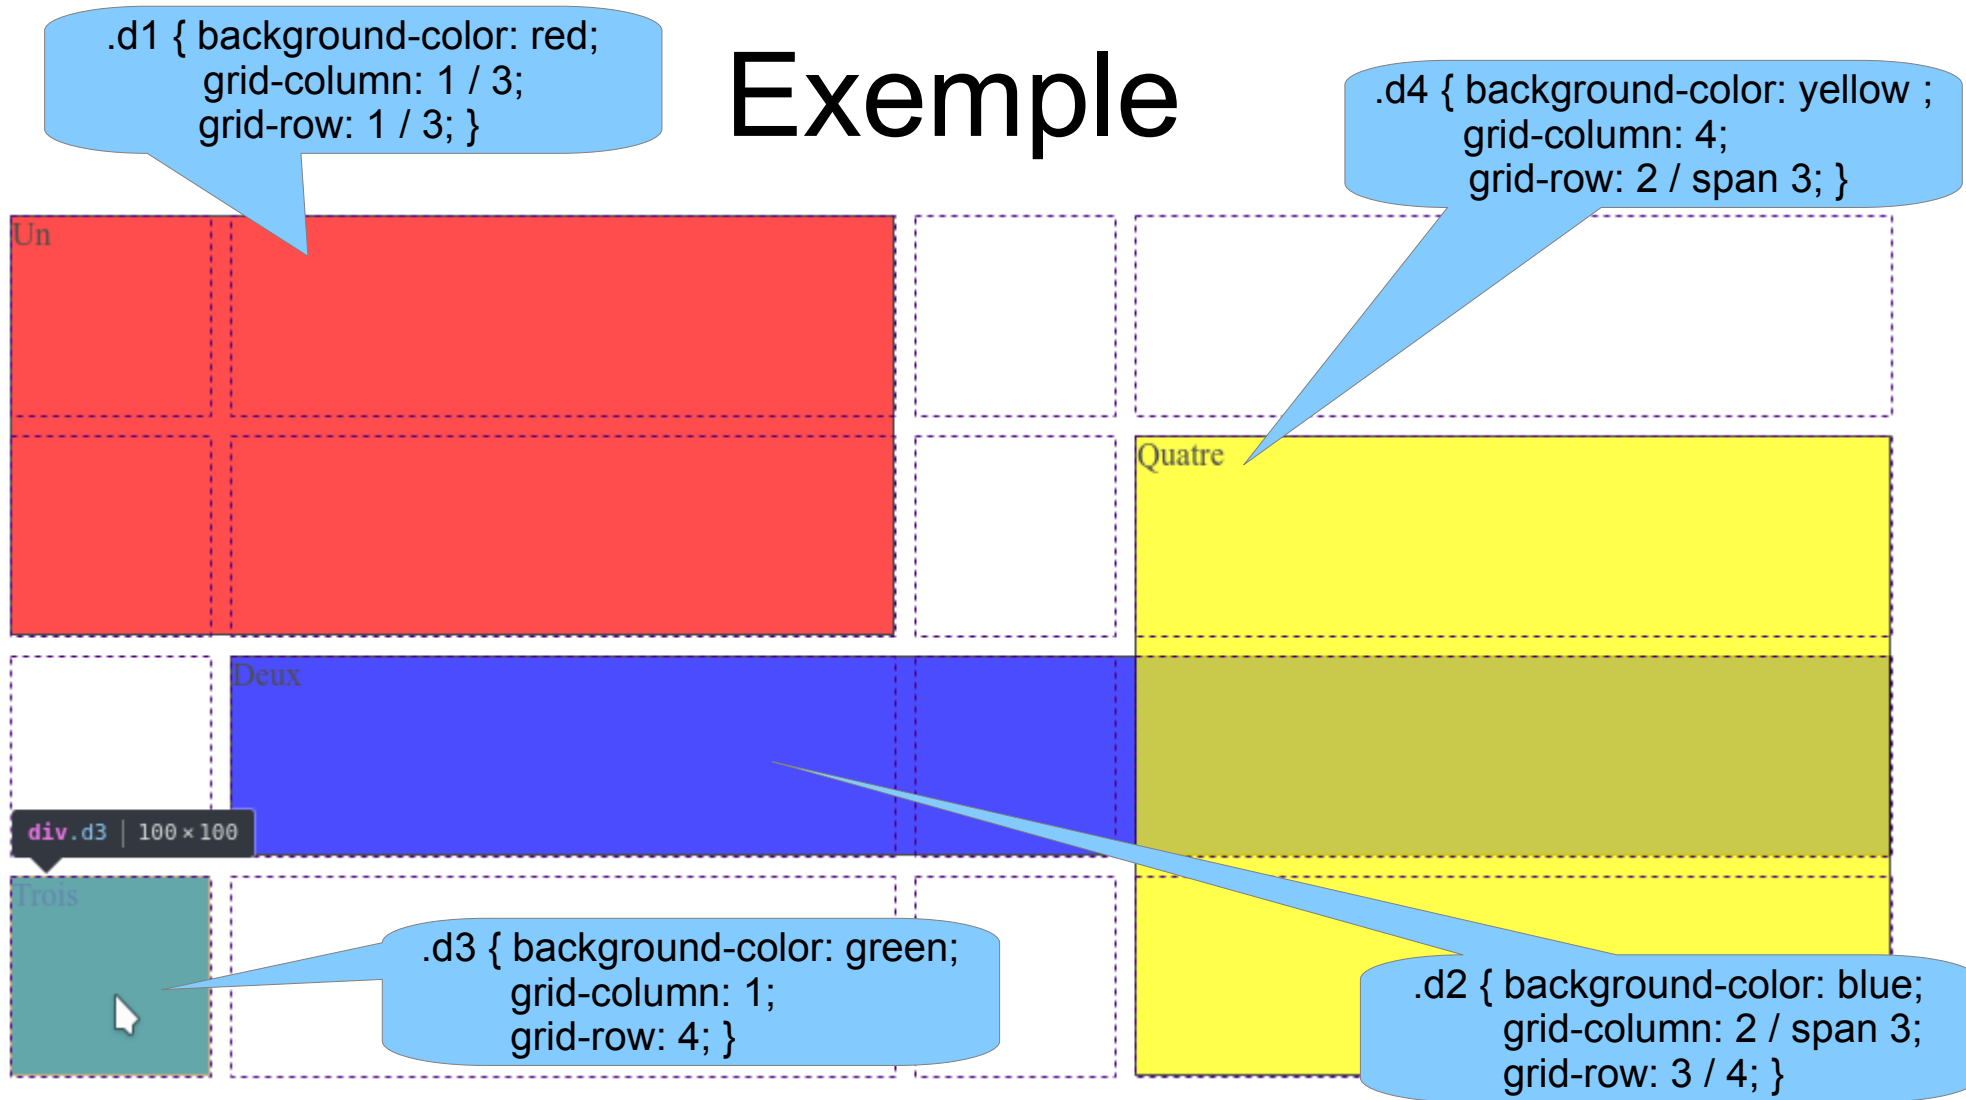 .d1 { background-color: red;
grid-column: 1 / 3;
grid-row: 1 / 3; }
Exemple
.d4 { background-color: yellow ;
grid-column: 4;
grid-row: 2 / span 3; }
Un
Quatre
Deux
div.d3 | 100×100
Trois
.d3 { background-color: green;
grid-column: 1;
grid-row: 4; }
.d2 { background-color: blue;
grid-column: 2 / span 3;
grid-row: 3 / 4; }